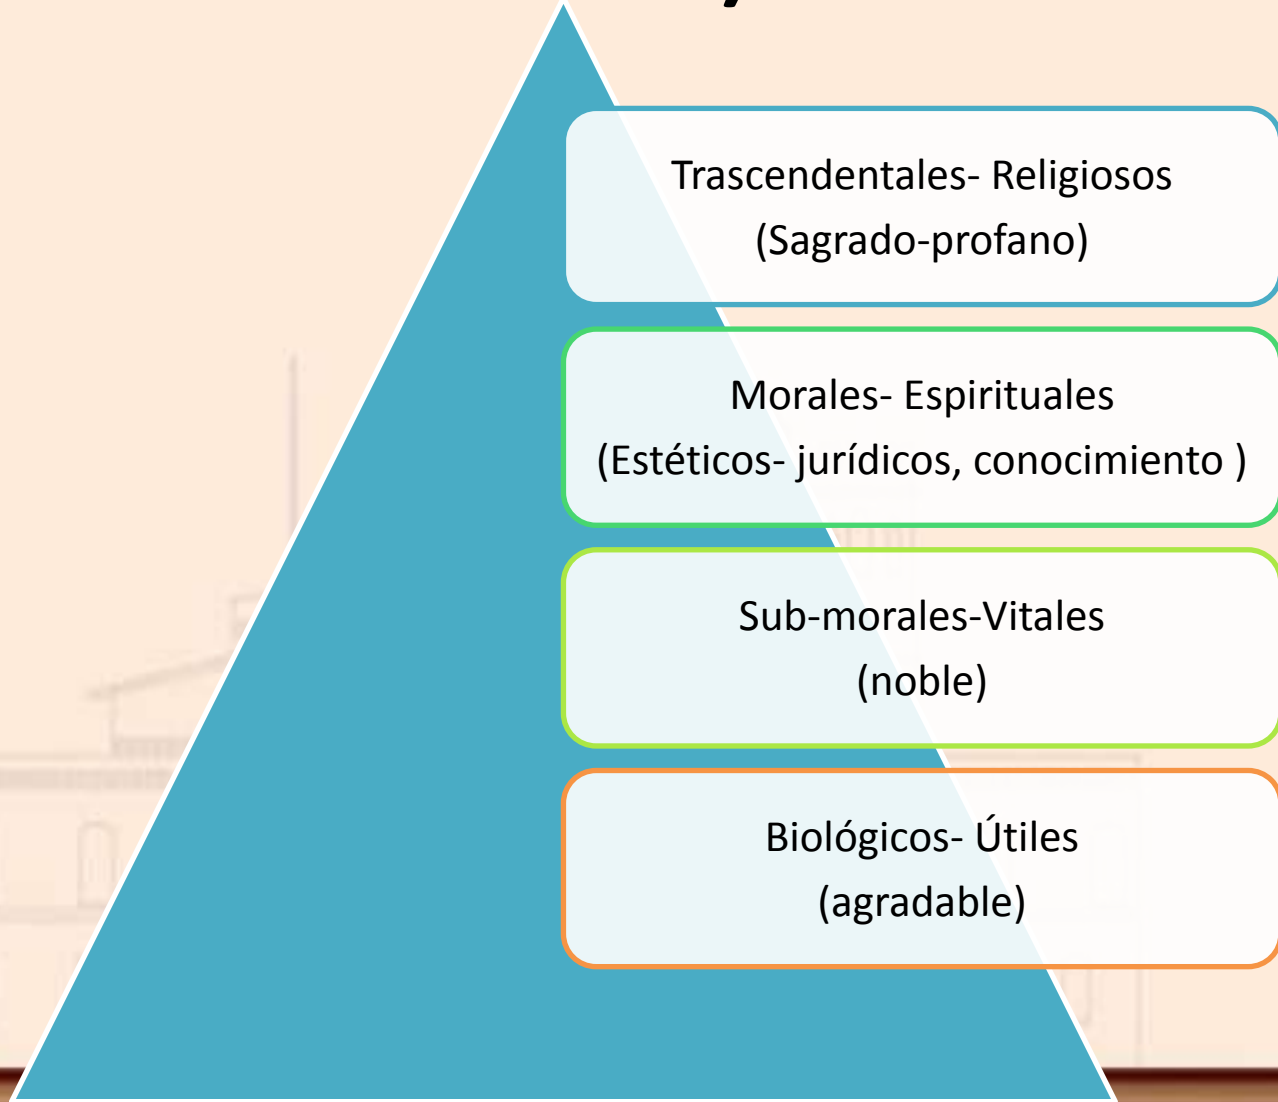 Trascendentales- Religiosos
(Sagrado-profano)
Morales- Espirituales
(Estéticos- jurídicos, conocimiento )
Sub-morales-Vitales
(noble)
Biológicos- Útiles
(agradable)